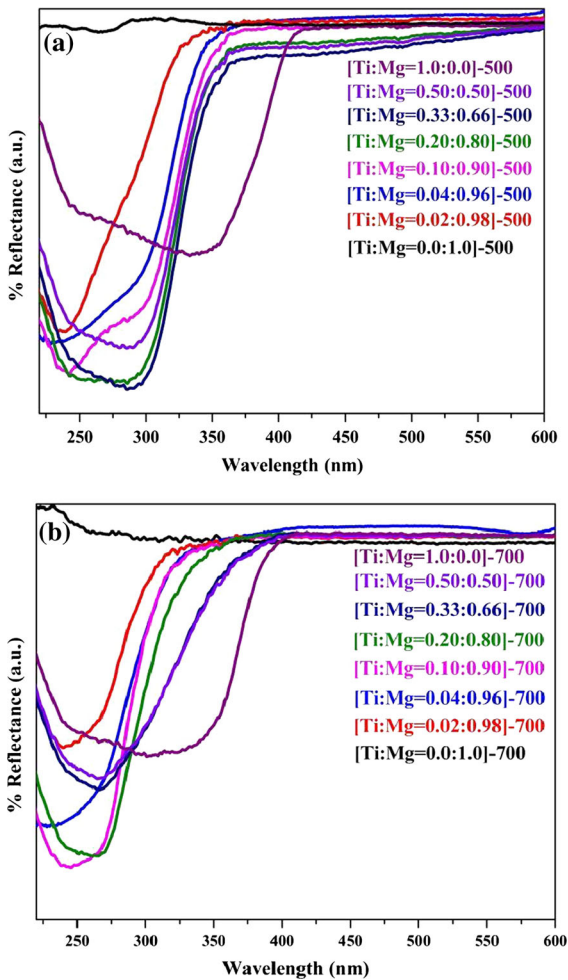 (a)
[Ti:Mg=1.0:0.0]-500
[Ti:Mg=0.50:0.50]-500
[Ti:Mg=0.33:0.66]-500
[Ti:Mg=0.20:0.80]-500
[Ti:Mg=0.10:0.90]-500
[Ti:Mg=0.04:0.96]-500
[Ti:Mg=0.02:0.98]-500
[Ti:Mg=0.0:1.0]-500
% Reflectance (a.u.)
250 300 350 400 450 500 550 600
Wavelength (nm)
(b)
[Ti:Mg=1.0:0.0]-700
[Ti:Mg=0.50:0.50]-700
[Ti:Mg=0.33:0.66]-700
[Ti:Mg=0.20:0.80]-700
[Ti:Mg=0.10:0.90]-700
[Ti:Mg=0.04:0.96]-700
[Ti:Mg=0.02:0.98]-700
[Ti:Mg=0.0:1.0]-700
% Reflectance (a.u.)
250 300 350 400 450 500 550 600
Wavelength (nm)